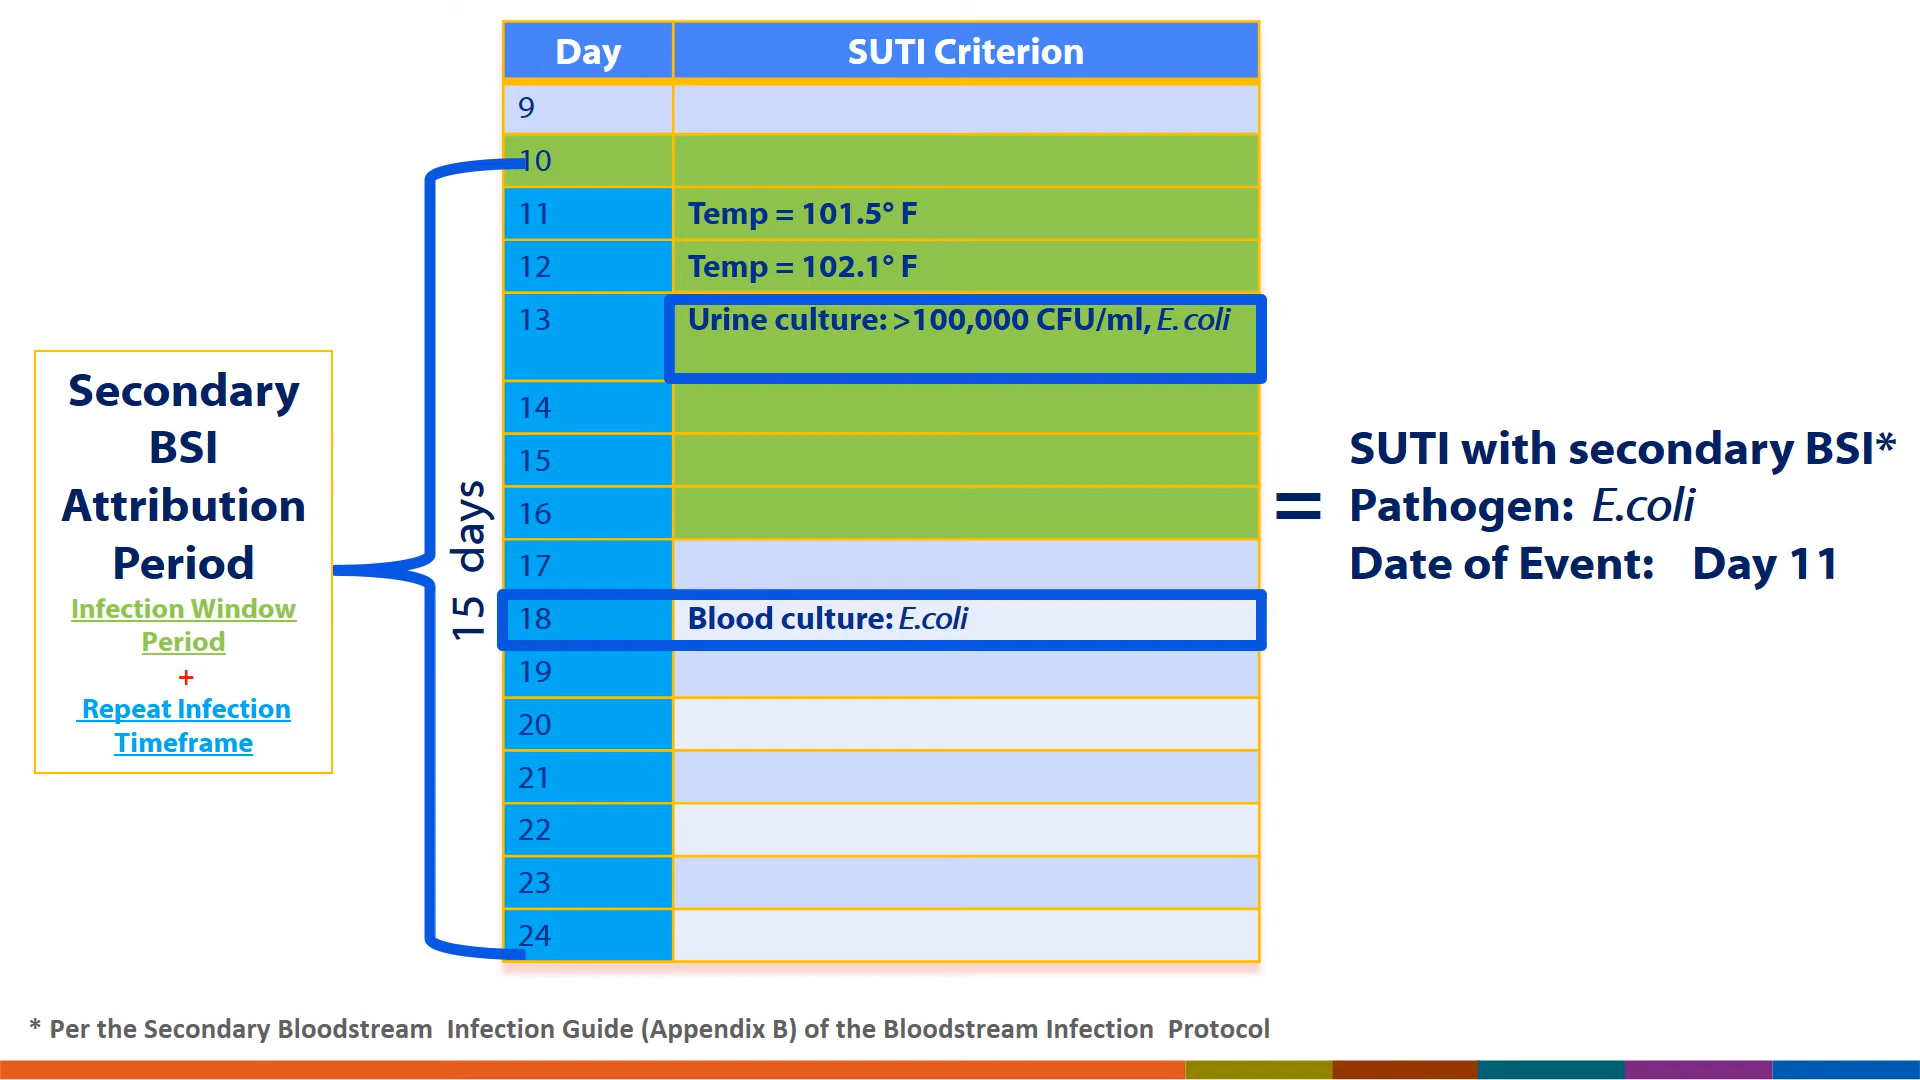 Day SUTI Criterion
9
10
11 Temp = 101.5° F
12 Temp = 102.1° F
13 Urine culture: >100,000 CFU/ml, E. coli
14
15
16
17
18 Blood culture: E.coli
19
20
21
22
23
24
15 days
Secondary
BSI
Attribution
Period
Infection Window
Period
+
Repeat Infection
Timeframe
=
SUTI with secondary BSI*
Pathogen: E.coli
Date of Event: Day 11
* Per the Secondary Bloodstream Infection Guide (Appendix B) of the Bloodstream Infection Protocol